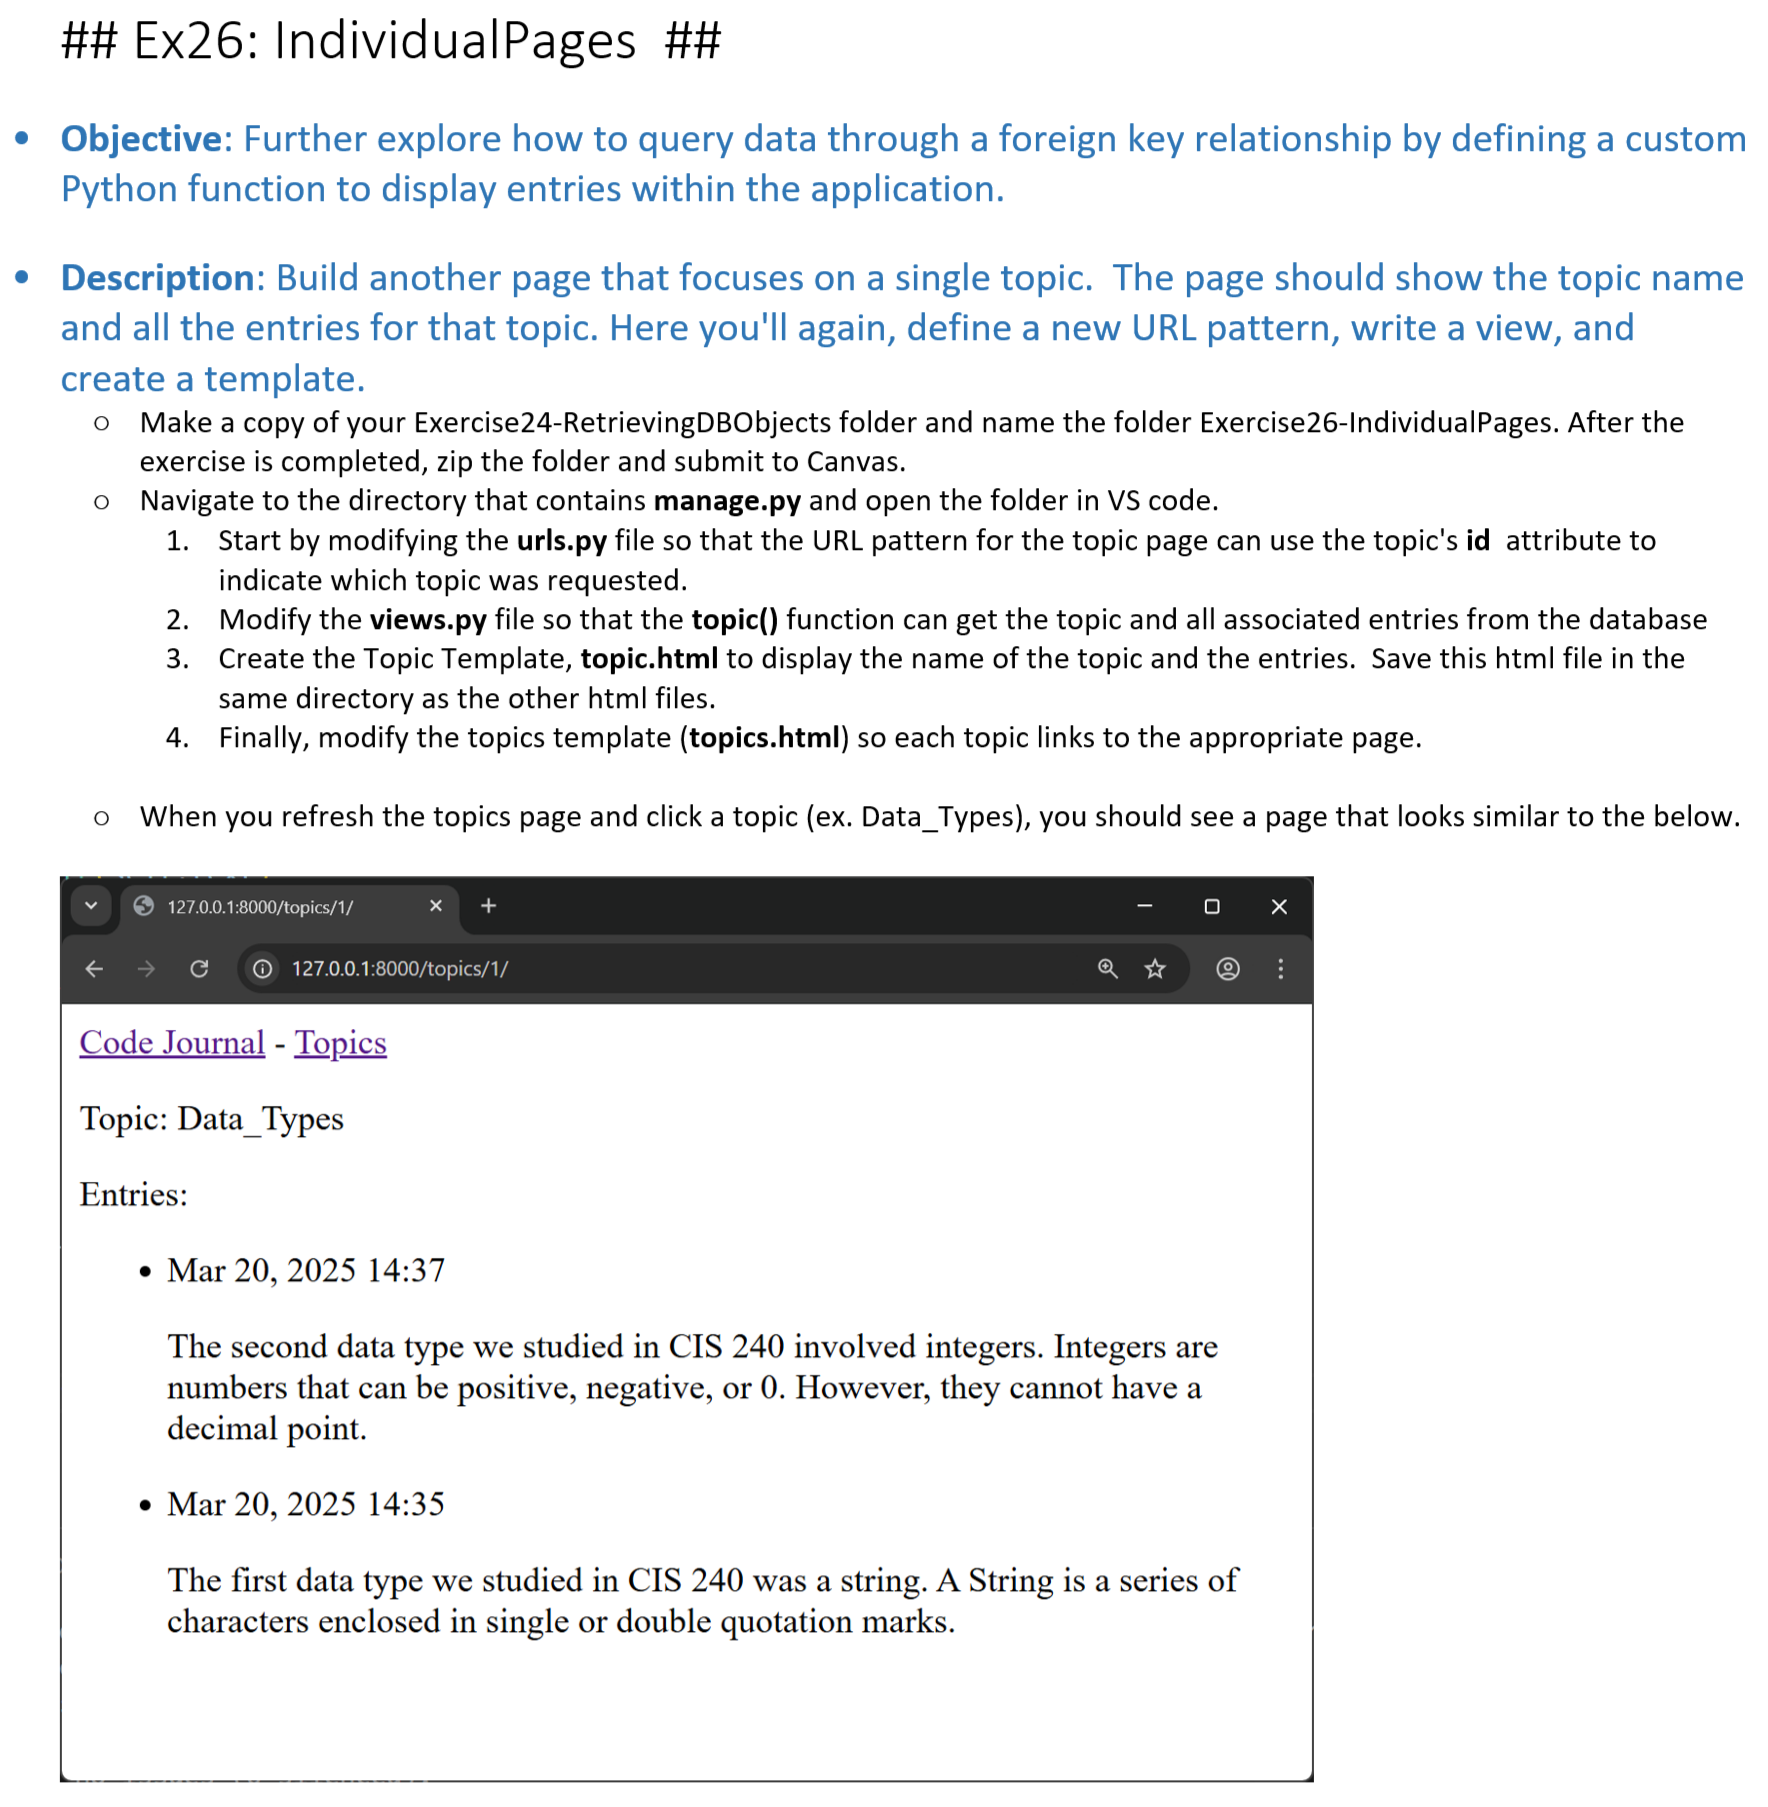 ## Ex26: IndividualPages ##
• Objective: Further explore how to query data through a foreign key relationship by defining a custom
Python function to display entries within the application.
• Description: Build another page that focuses on a single topic. The page should show the topic name
and all the entries for that topic. Here you'll again, define a new URL pattern, write a view, and
create a template.
○ Make a copy of your Exercise24-RetrievingDBObjects folder and name the folder Exercise26-IndividualPages. After the
exercise is completed, zip the folder and submit to Canvas.
○ Navigate to the directory that contains manage.py and open the folder in VS code.
1. Start by modifying the urls.py file so that the URL pattern for the topic page can use the topic's id attribute to
indicate which topic was requested.
2. Modify the views.py file so that the topic() function can get the topic and all associated entries from the database
3. Create the Topic Template, topic.html to display the name of the topic and the entries. Save this html file in the
same directory as the other html files.
4. Finally, modify the topics template (topics.html) so each topic links to the appropriate page.
○ When you refresh the topics page and click a topic (ex. Data_Types), you should see a page that looks similar to the below.
127.0.0.1:8000/topics/1/
127.0.0.1:8000/topics/1/
Code Journal - Topics
Topic: Data_Types
Entries:
• Mar 20, 2025 14:37
The second data type we studied in CIS 240 involved integers. Integers are
numbers that can be positive, negative, or 0. However, they cannot have a
decimal point.
• Mar 20, 2025 14:35
The first data type we studied in CIS 240 was a string. A String is a series of
characters enclosed in single or double quotation marks.